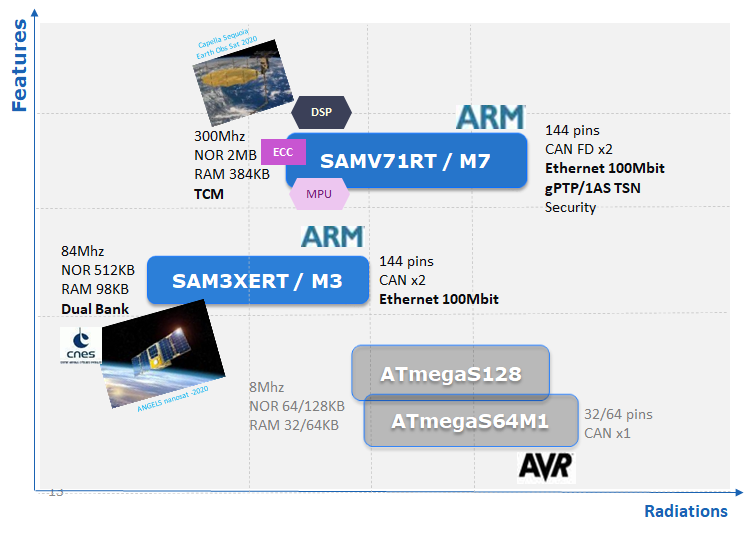 Features
Capella Sequoia
Earth Obs Sat 2020
DSP
ARM
300Mhz
NOR 2MB
RAM 384KB
TCM
ECC
SAMV71RT / M7
MPU
144 pins
CAN FD x2
Ethernet 100Mbit
gPTP/1AS TSN
Security
ARM
84Mhz
NOR 512KB
RAM 98KB
Dual Bank
SAM3XERT / M3
144 pins
CAN x2
Ethernet 100Mbit
cnes
ANGELS nanosat -2020
ATmegaS128
8Mhz
NOR 64/128KB
RAM 32/64KB
ATmegaS64M1
32/64 pins
CAN x1
AVR
Radiations